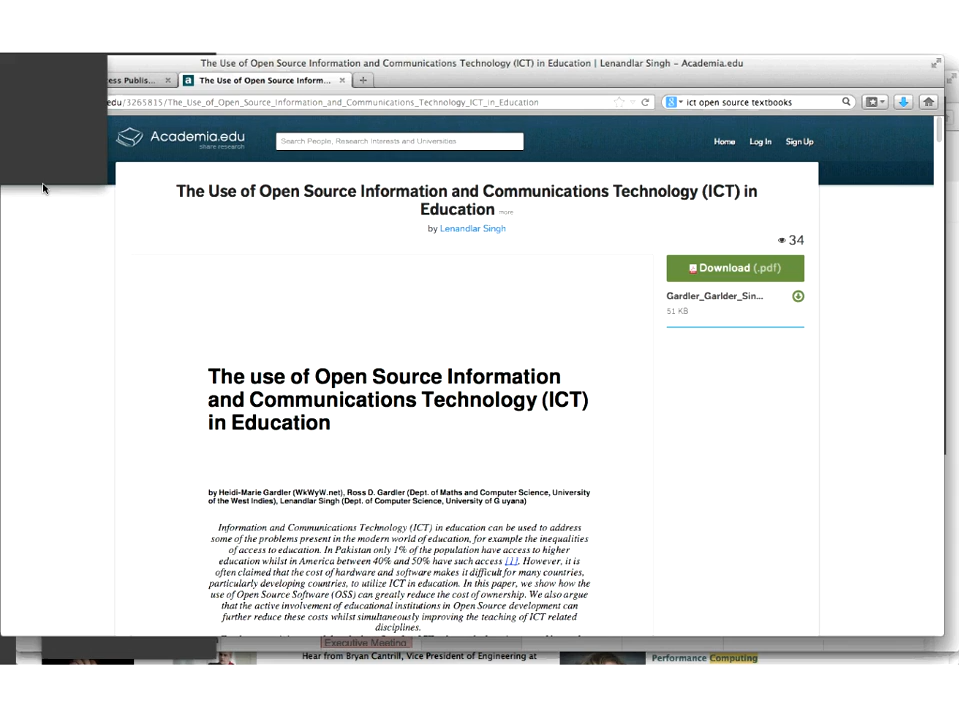 The Use of Open Source Information and Communications Technology (ICT) in Education | Lenandlar Singh – Academia.edu
ess Publis...
a The Use of Open Source Inform...
edu/3265815/The_Use_of_Open_Source_Information_and_Communications_Technology_ICT_in_Education
ict open source textbooks
Academia.edu
share research
Search People, Research Interests and Universities
Home Log In Sign Up
The Use of Open Source Information and Communications Technology (ICT) in
Education more
by Lenandlar Singh
34
Download (.pdf)
Gardler_Garlder_Sin...
51 KB
The use of Open Source Information
and Communications Technology (ICT)
in Education
by Heidi-Marie Gardler (WkWyW.net), Ross D. Gardler (Dept. of Maths and Computer Science, University
of the West Indies), Lenandlar Singh (Dept. of Computer Science, University of G uyana)
Information and Communications Technology (ICT) in education can be used to address
some of the problems present in the modern world of education, for example the inequalities
of access to education. In Pakistan only 1% of the population have access to higher
education whilst in America between 40% and 50% have such access [1]. However, it is
often claimed that the cost of hardware and software makes it difficult for many countries,
particularly developing countries, to utilize ICT in education. In this paper, we show how the
use of Open Source Software (OSS) can greatly reduce the cost of ownership. We also argue
that the active involvement of educational institutions in Open Source development can
further reduce these costs whilst simultaneously improving the teaching of ICT related
disciplines.
Executive Meeting
Hear from Bryan Cantrill, Vice President of Engineering at
Performance Computing